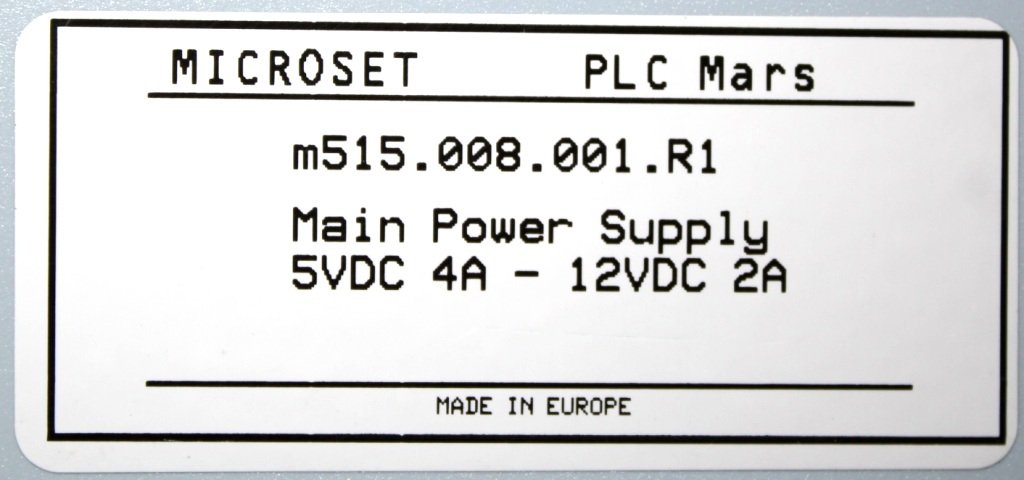 MICROSET PLC Mars
m515.008.001.R1
Main Power Supply
5VDC 4A - 12VDC 2A
MADE IN EUROPE